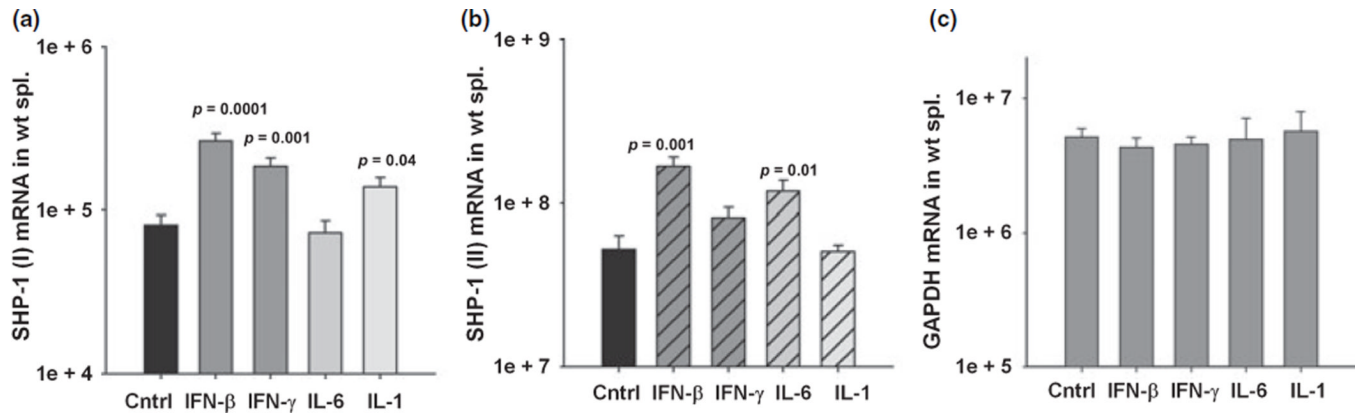 (a)
SHP-1 (I) mRNA in wt spl.
1e + 6
1e + 5
1e + 4
p = 0.0001
p = 0.001
p = 0.04
Cntrl IFN-β IFN-γ IL-6 IL-1
(b)
SHP-1 (II) mRNA in wt spl.
1e + 9
1e + 8
1e + 7
p = 0.001
p = 0.01
Cntrl IFN-β IFN-γ IL-6 IL-1
(c)
GAPDH mRNA in wt spl.
1e + 7
1e + 6
1e + 5
Cntrl IFN-β IFN-γ IL-6 IL-1